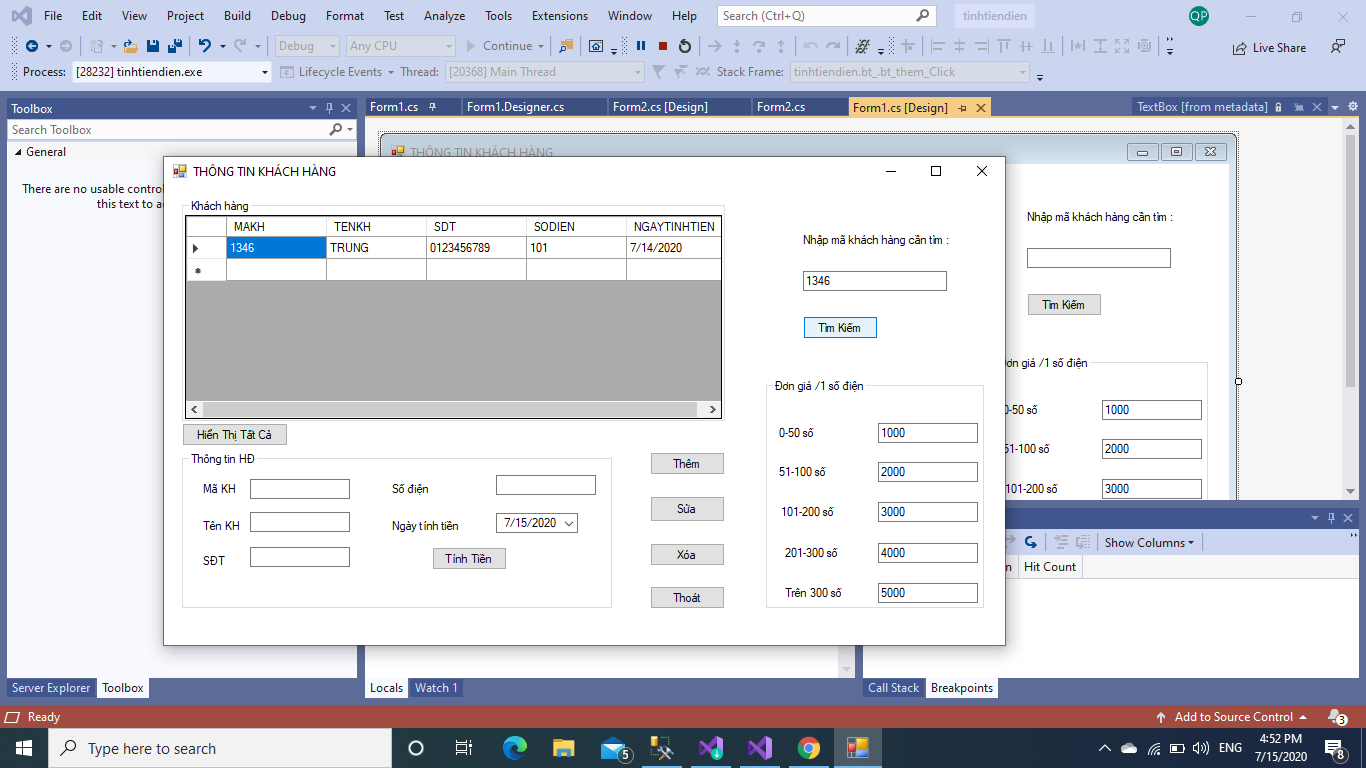 File Edit View Project Build Debug Format Test Analyze Tools Extensions Window Help Search (Ctrl+Q) tinhtiendien QP
Debug Any CPU Continue Live Share
Process: [28232] tinhtiendien.exe Lifecycle Events Thread: [20368] Main Thread Stack Frame: tinhtiendien.bt_.bt_them_Click
Toolbox
Form1.cs Form1.Designer.cs Form2.cs [Design] Form2.cs Form1.cs [Design] TextBox [from metadata]
Search Toolbox
General
There are no usable control
this text to a
THÔNG TIN KHÁCH HÀNG
Nhập mã khách hàng cần tìm :
Tìm Kiếm
0-50 số 1000
51-100 số 2000
101-200 số 3000
THÔNG TIN KHÁCH HÀNG
Khách hàng
MAKH TENKH SDT SODIEN NGAYTINHTIEN
1346 TRUNG 0123456789 101 7/14/2020
Nhập mã khách hàng cần tìm :
1346
Tìm Kiếm
Hiển Thị Tất Cả
Thông tin HĐ
Mã KH
Số điện
Tên KH
Ngày tính tiền 7/15/2020
SĐT
Tính Tiền
Thêm
Sửa
Xóa
Thoát
Đơn giá /1 số điện
0-50 số 1000
51-100 số 2000
101-200 số 3000
201-300 số 4000
Trên 300 số 5000
Show Columns
Hit Count
Server Explorer Toolbox
Locals Watch 1
Call Stack Breakpoints
Ready Add to Source Control 3
Type here to search 5 ENG 4:52 PM 8
7/15/2020